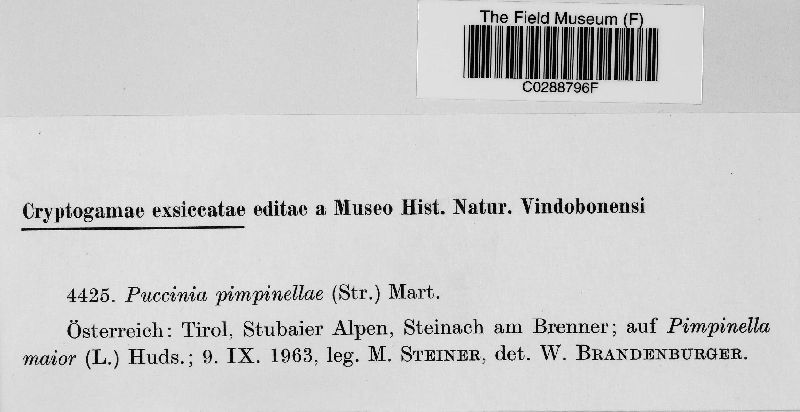 The Field Museum (F)
C0288796F
Cryptogamae exsiccatae editae a Museo Hist. Natur. Vindobonensi
4425. Puccinia pimpinellae (Str.) Mart.
Österreich: Tirol, Stubaier Alpen, Steinach am Brenner; auf Pimpinella
maior (L.) Huds.; 9. IX. 1963, leg. M. STEINER, det. W. BRANDENBURGER.